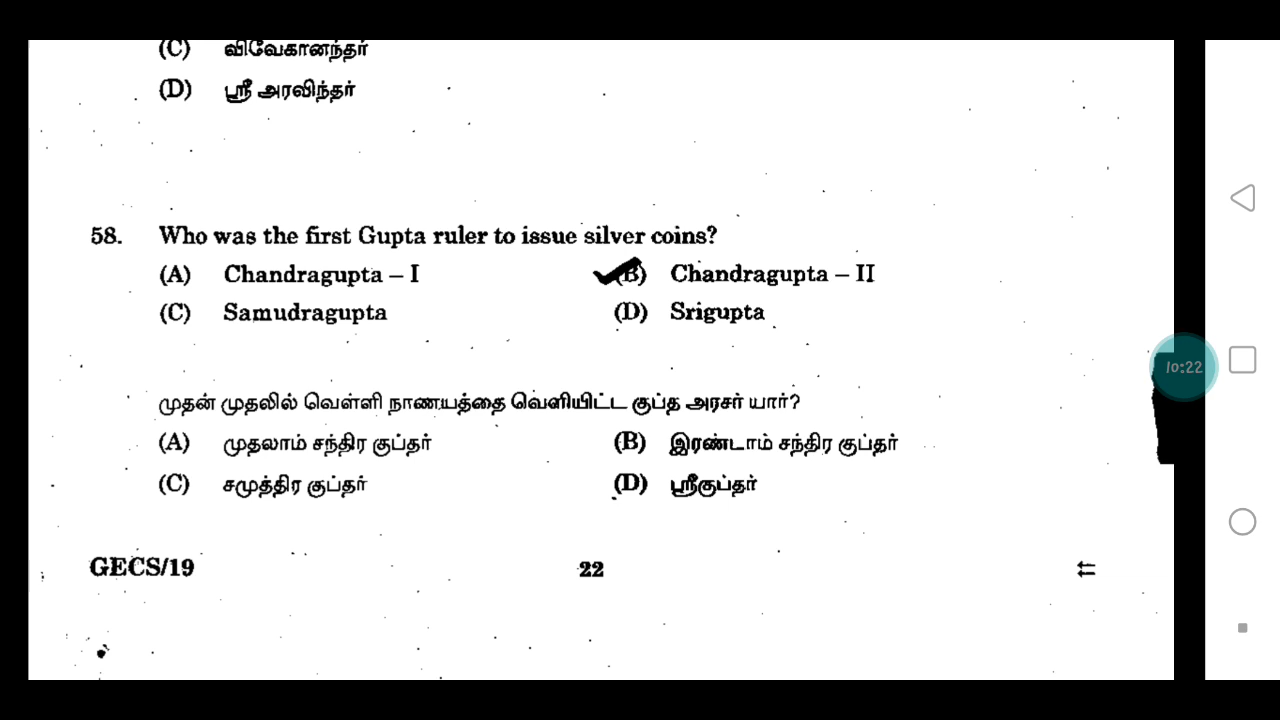 (C) விவேகானந்தர்
(D) ஸ்ரீ அரவிந்தர்
58. Who was the first Gupta ruler to issue silver coins?
(A) Chandragupta – I (B) Chandragupta – II
(C) Samudragupta (D) Srigupta
முதன் முதலில் வெள்ளி நாணயத்தை வெளியிட்ட குப்த அரசர் யார்?
(A) முதலாம் சந்திர குப்தர் (B) இரண்டாம் சந்திர குப்தர்
(C) சமுத்திர குப்தர் (D) ஸ்ரீகுப்தர்
GECS/19 22
10:22